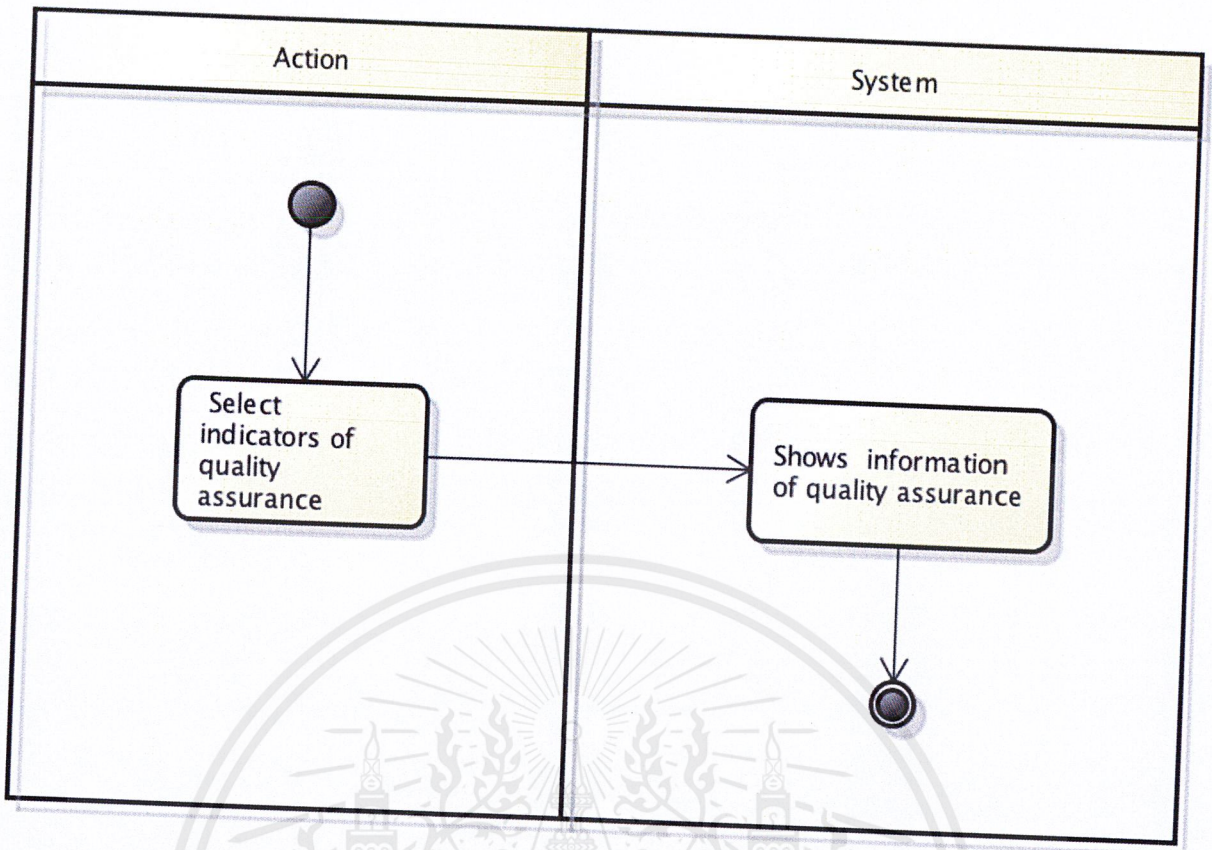 Action
System
Select
indicators of
quality
assurance
Shows information
of quality assurance